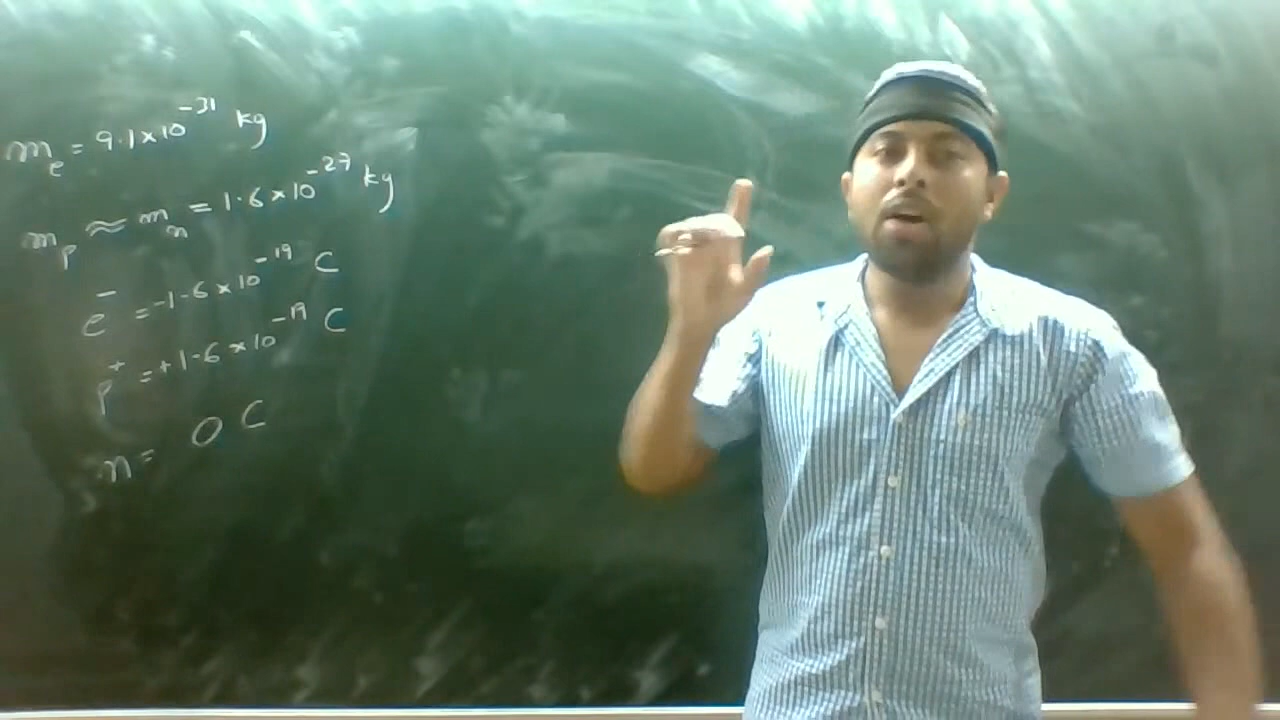 mₑ = 9.1×10⁻³¹ kg
mₚ ≈ mₙ = 1.6×10⁻²⁷ kg
e⁻ = -1.6×10⁻¹⁹ C
p⁺ = +1.6×10⁻¹⁹ C
n = 0 C